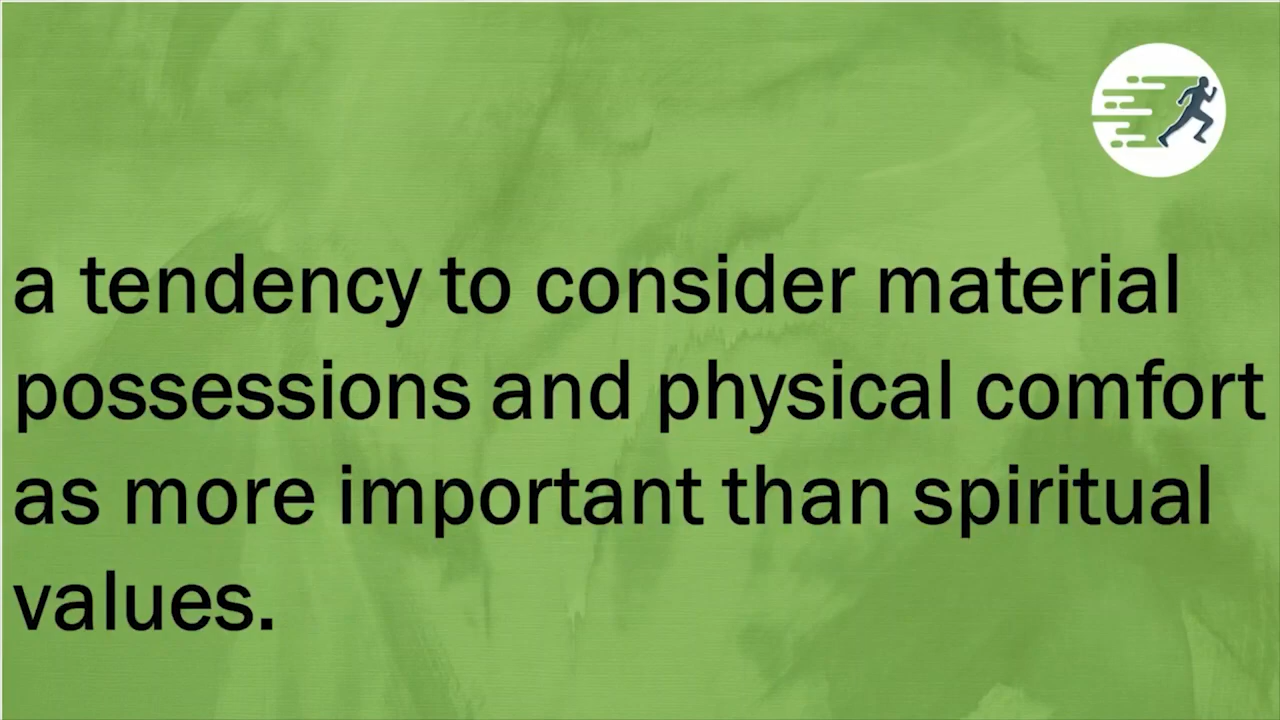 a tendency to consider material
possessions and physical comfort
as more important than spiritual
values.